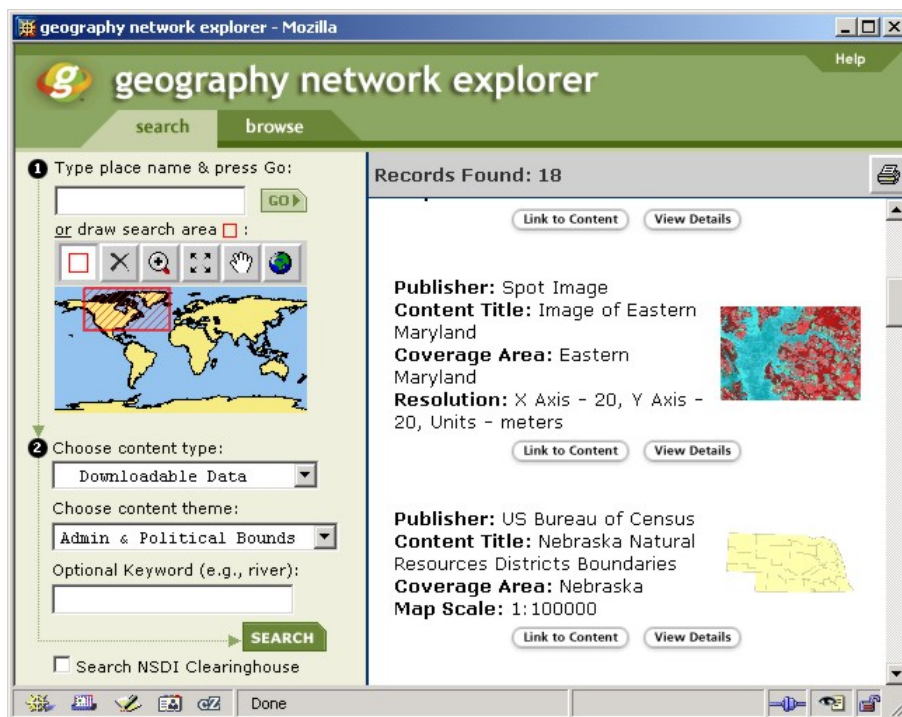 geography network explorer - Mozilla
g geography network explorer
Help
search browse
1 Type place name & press Go:
GO
or draw search area :
2 Choose content type:
Downloadable Data
Choose content theme:
Admin & Political Bounds
Optional Keyword (e.g., river):
SEARCH
Search NSDI Clearinghouse
Records Found: 18
Link to Content View Details
Publisher: Spot Image
Content Title: Image of Eastern
Maryland
Coverage Area: Eastern
Maryland
Resolution: X Axis - 20, Y Axis -
20, Units - meters
Link to Content View Details
Publisher: US Bureau of Census
Content Title: Nebraska Natural
Resources Districts Boundaries
Coverage Area: Nebraska
Map Scale: 1:100000
Link to Content View Details
Done